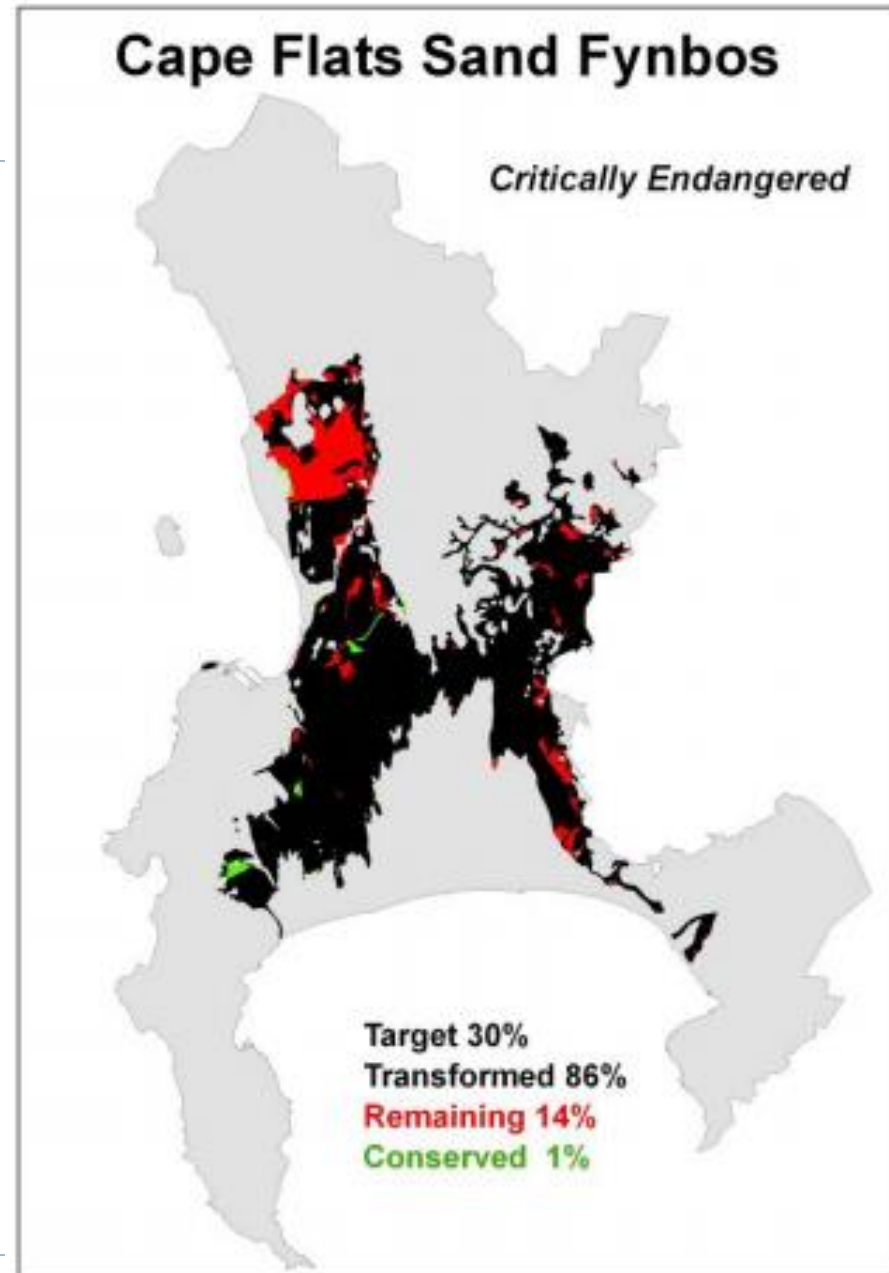 Cape Flats Sand Fynbos
Critically Endangered
Target 30%
Transformed 86%
Remaining 14%
Conserved 1%